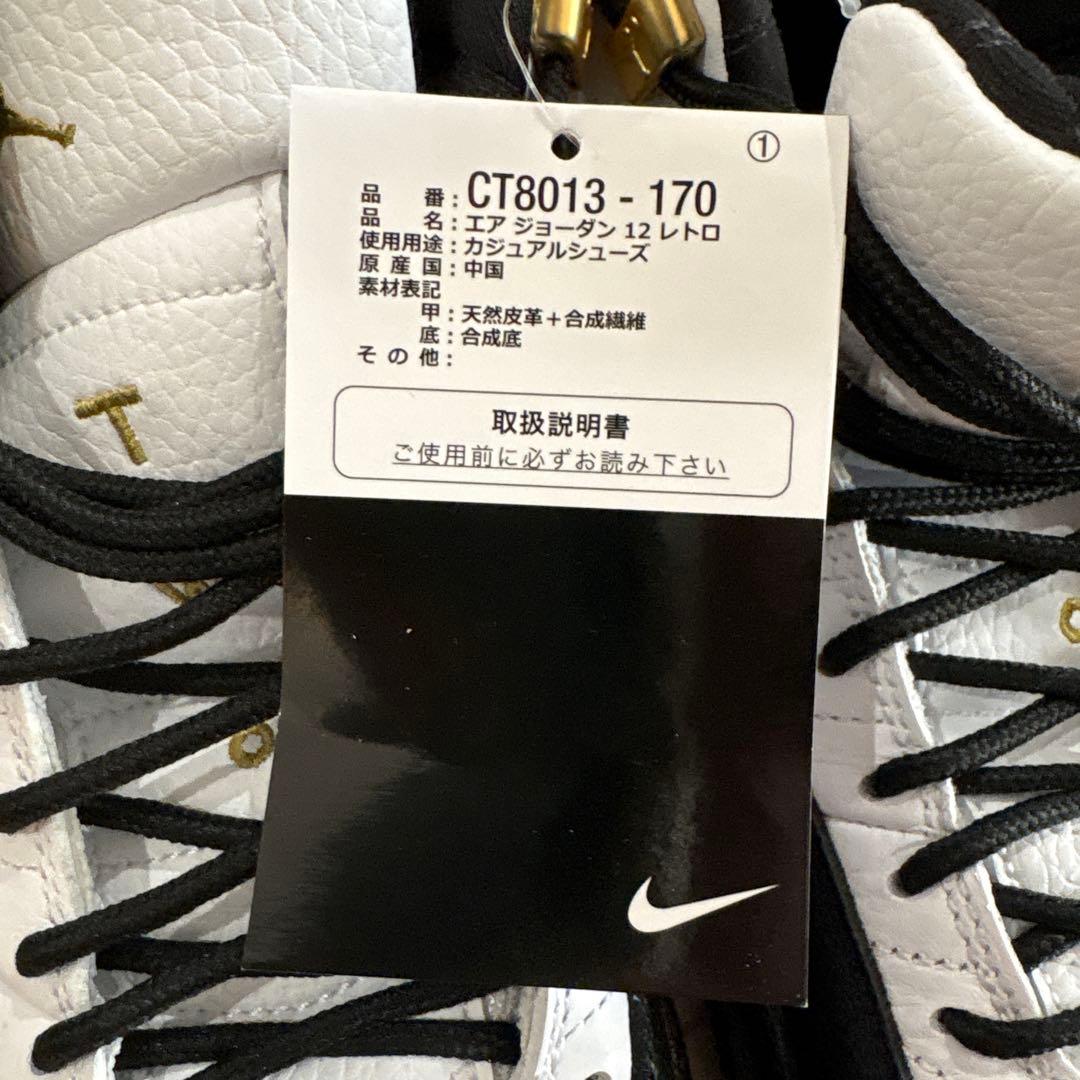 ①
品 番 : CT8013 - 170
品 名 : エア ジョーダン 12 レトロ
使用用途 : カジュアルシューズ
原 産 国 : 中国
素材表記
甲 : 天然皮革＋合成繊維
底 : 合成底
そ の 他 :
取扱説明書
ご使用前に必ずお読み下さい
T